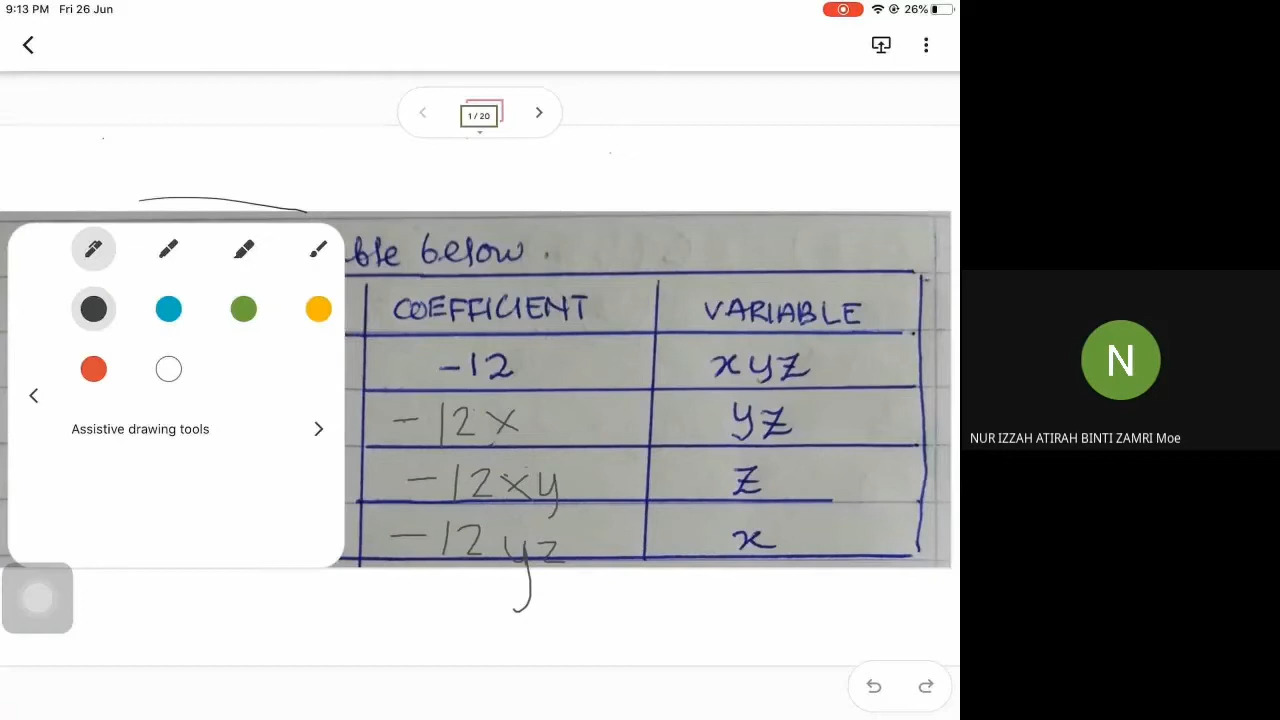 9:13 PM Fri 26 Jun
26%
1 / 20
ble below.
COEFFICIENT VARIABLE
-12 xyz
-12x yz
-12xy z
-12yz x
Assistive drawing tools
N
NUR IZZAH ATIRAH BINTI ZAMRI Moe